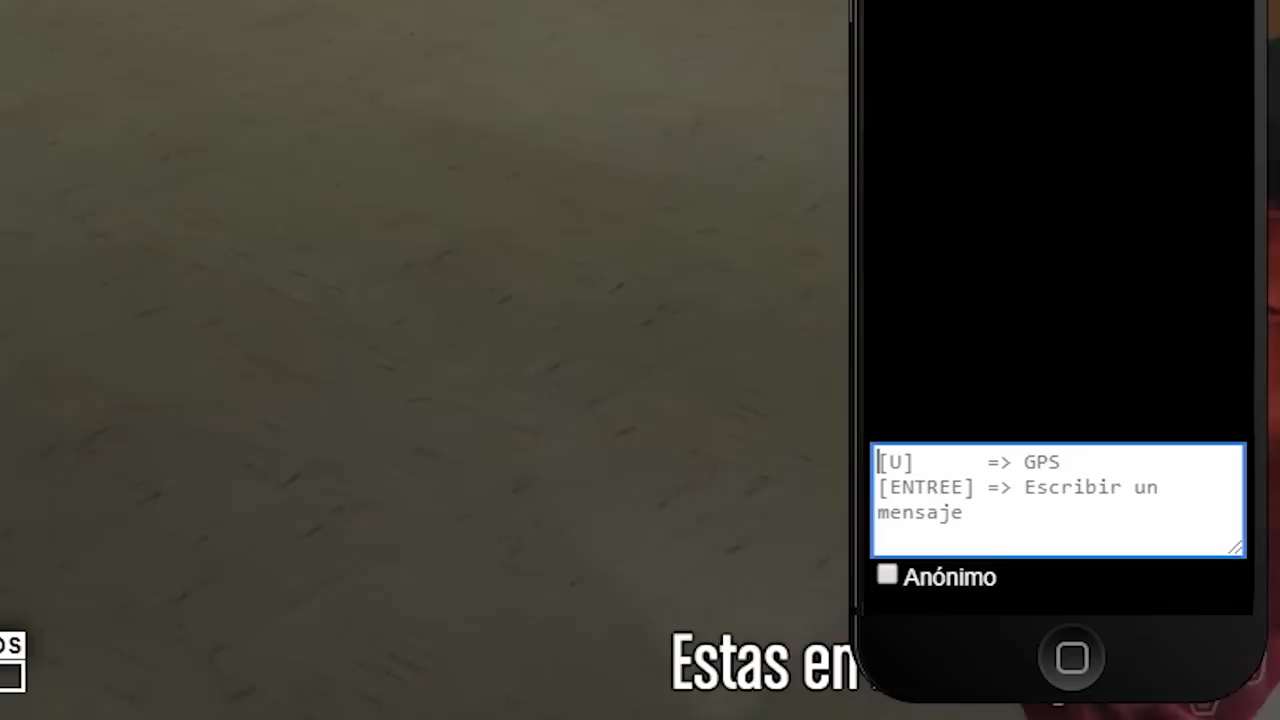 [U]      => GPS
[ENTREE] => Escribir un
mensaje
Anónimo
Estas en